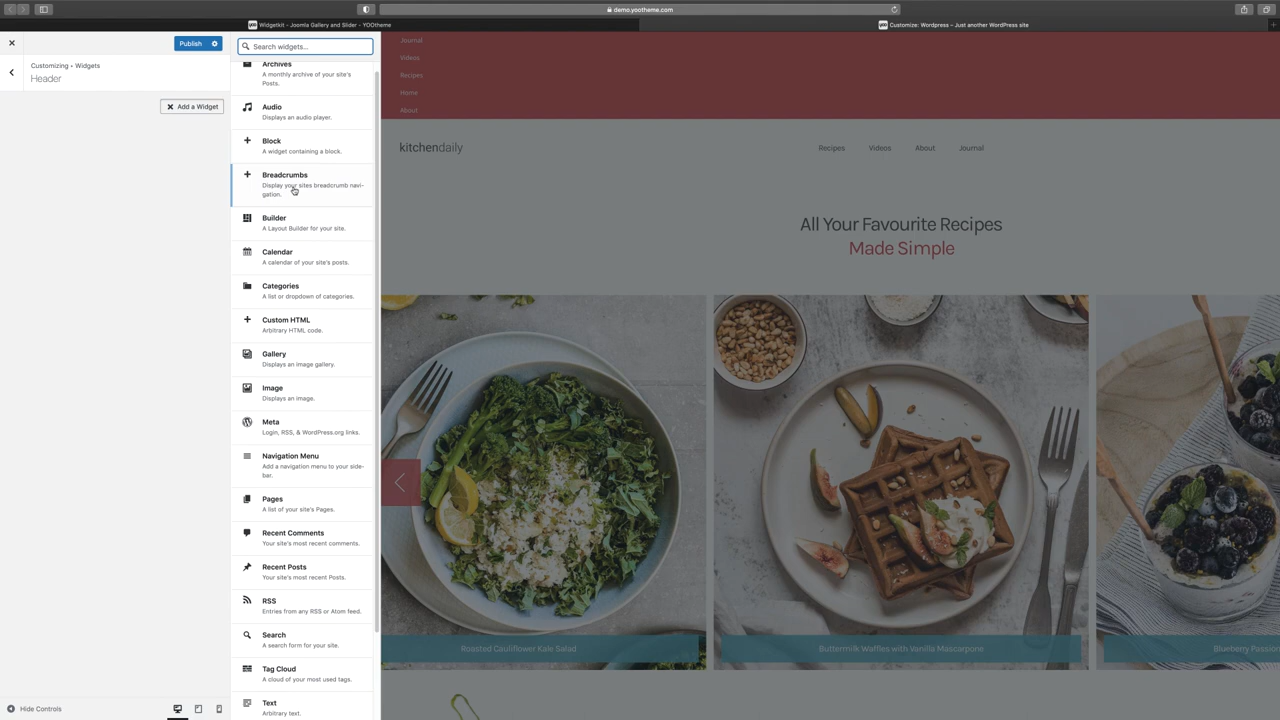 demo.yootheme.com
Widgetkit - Joomla Gallery and Slider - YOOtheme
Customize: Wordpress – Just another WordPress site
Publish
Customizing • Widgets
Header
Add a Widget
Search widgets...
Archives
A monthly archive of your site's
Posts.
Audio
Displays an audio player.
Block
A widget containing a block.
Breadcrumbs
Display your sites breadcrumb navi-
gation.
Builder
A Layout Builder for your site.
Calendar
A calendar of your site's posts.
Categories
A list or dropdown of categories.
Custom HTML
Arbitrary HTML code.
Gallery
Displays an image gallery.
Image
Displays an image.
Meta
Login, RSS, & WordPress.org links.
Navigation Menu
Add a navigation menu to your side-
bar.
Pages
A list of your site's Pages.
Recent Comments
Your site's most recent comments.
Recent Posts
Your site's most recent Posts.
RSS
Entries from any RSS or Atom feed.
Search
A search form for your site.
Tag Cloud
A cloud of your most used tags.
Text
Arbitrary text.
Hide Controls
Journal
Videos
Recipes
Home
About
kitchendaily
Recipes Videos About Journal
All Your Favourite Recipes
Made Simple
Roasted Cauliflower Kale Salad
Buttermilk Waffles with Vanilla Mascarpone
Blueberry Passion